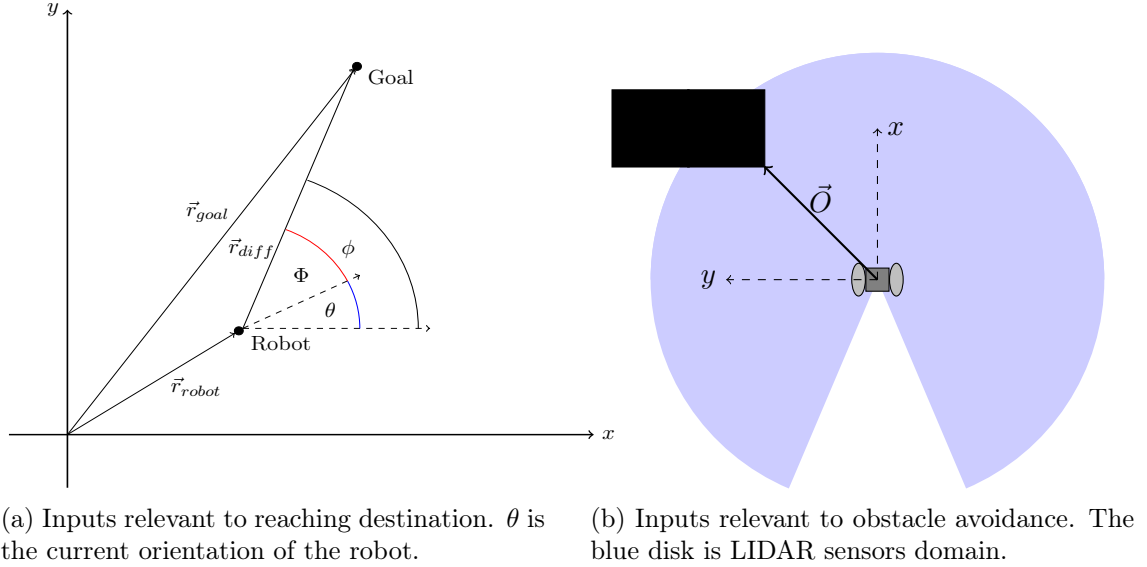 y
Goal
r⃗goal
r⃗diff
ϕ
Φ
θ
Robot
r⃗robot
x
x
O⃗
y
(a) Inputs relevant to reaching destination. θ is
the current orientation of the robot.
(b) Inputs relevant to obstacle avoidance. The
blue disk is LIDAR sensors domain.